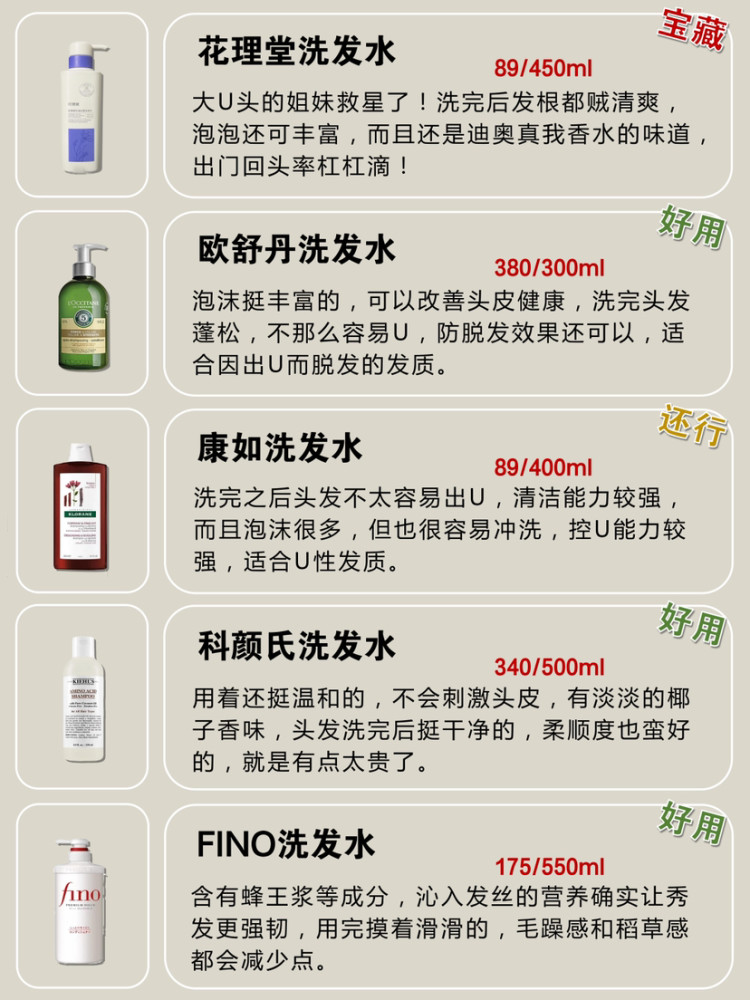 宝藏
花理堂洗发水
89/450ml
大U头的姐妹救星了！洗完后发根都贼清爽，
泡泡还可丰富，而且还是迪奥真我香水的味道，
出门回头率杠杠滴！
好用
欧舒丹洗发水
380/300ml
泡沫挺丰富的，可以改善头皮健康，洗完头发
蓬松，不那么容易U，防脱发效果还可以，适
合因出U而脱发的发质。
L'OCCITANE
5
还行
康如洗发水
89/400ml
洗完之后头发不太容易出U，清洁能力较强，
而且泡沫很多，但也很容易冲洗，控U能力较
强，适合U性发质。
KLORANE
好用
科颜氏洗发水
340/500ml
用着还挺温和的，不会刺激头皮，有淡淡的椰
子香味，头发洗完后挺干净的，柔顺度也蛮好
的，就是有点太贵了。
KIEHL'S
AMINO ACID
SHAMPOO
好用
FINO洗发水
175/550ml
含有蜂王浆等成分，沁入发丝的营养确实让秀
发更强韧，用完摸着滑滑的，毛躁感和稻草感
都会减少点。
fino